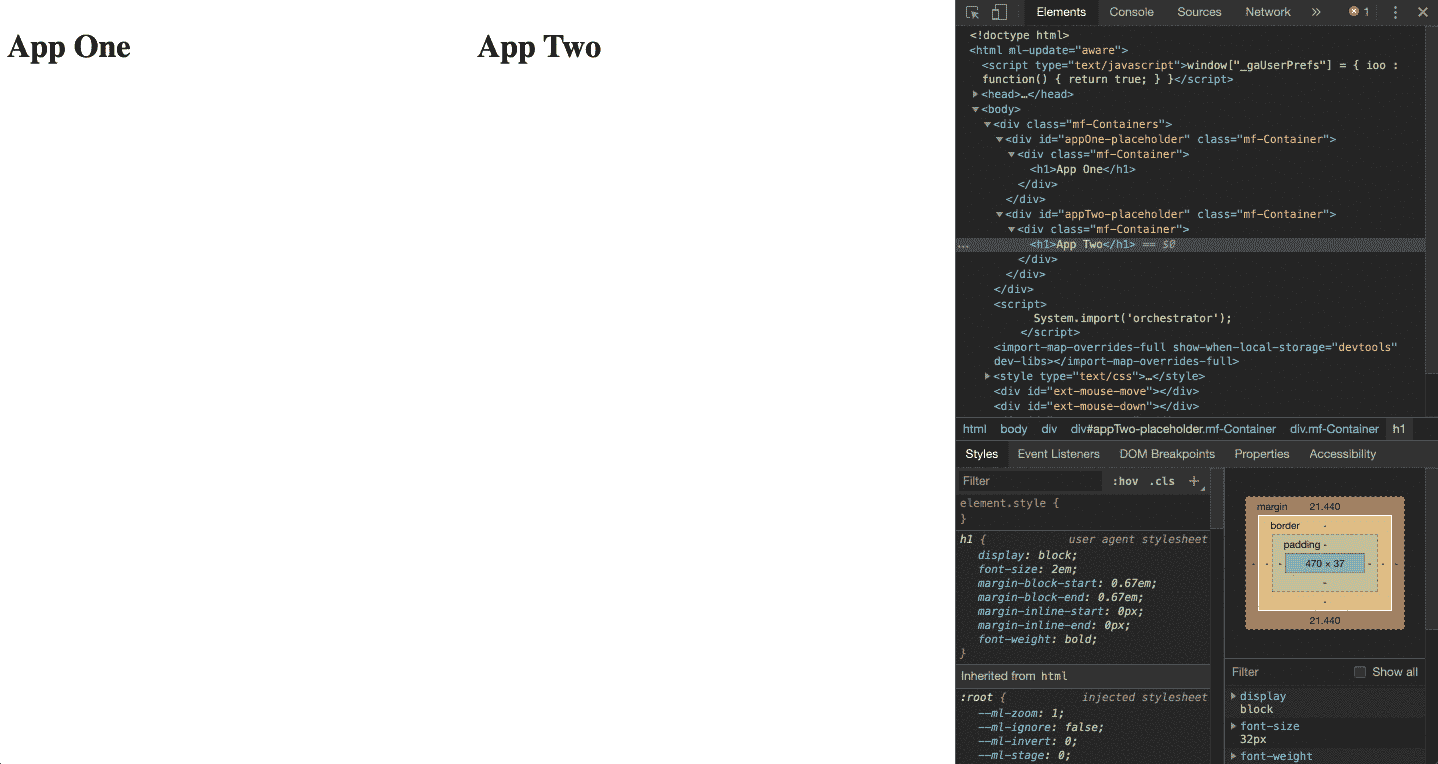 App One
App Two
Elements Console Sources Network » 1
<!doctype html>
<html ml-update="aware">
<script type="text/javascript">window["_gaUserPrefs"] = { ioo :
function() { return true; } }</script>
<head>…</head>
<body>
<div class="mf-Containers">
<div id="appOne-placeholder" class="mf-Container">
<div class="mf-Container">
<h1>App One</h1>
</div>
</div>
<div id="appTwo-placeholder" class="mf-Container">
<div class="mf-Container">
… <h1>App Two</h1> == $0
</div>
</div>
</div>
<script>
System.import('orchestrator');
</script>
<import-map-overrides-full show-when-local-storage="devtools"
dev-libs></import-map-overrides-full>
<style type="text/css">…</style>
<div id="ext-mouse-move"></div>
<div id="ext-mouse-down"></div>
html body div div#appTwo-placeholder.mf-Container div.mf-Container h1
Styles Event Listeners DOM Breakpoints Properties Accessibility
Filter :hov .cls +
element.style {
}
h1 { user agent stylesheet
display: block;
font-size: 2em;
margin-block-start: 0.67em;
margin-block-end: 0.67em;
margin-inline-start: 0px;
margin-inline-end: 0px;
font-weight: bold;
}
Inherited from html
:root { injected stylesheet
--ml-zoom: 1;
--ml-ignore: false;
--ml-invert: 0;
--ml-stage: 0;
margin 21.440
border -
padding -
- - - 470 × 37 - - -
-
-
21.440
Filter Show all
display
block
font-size
32px
font-weight